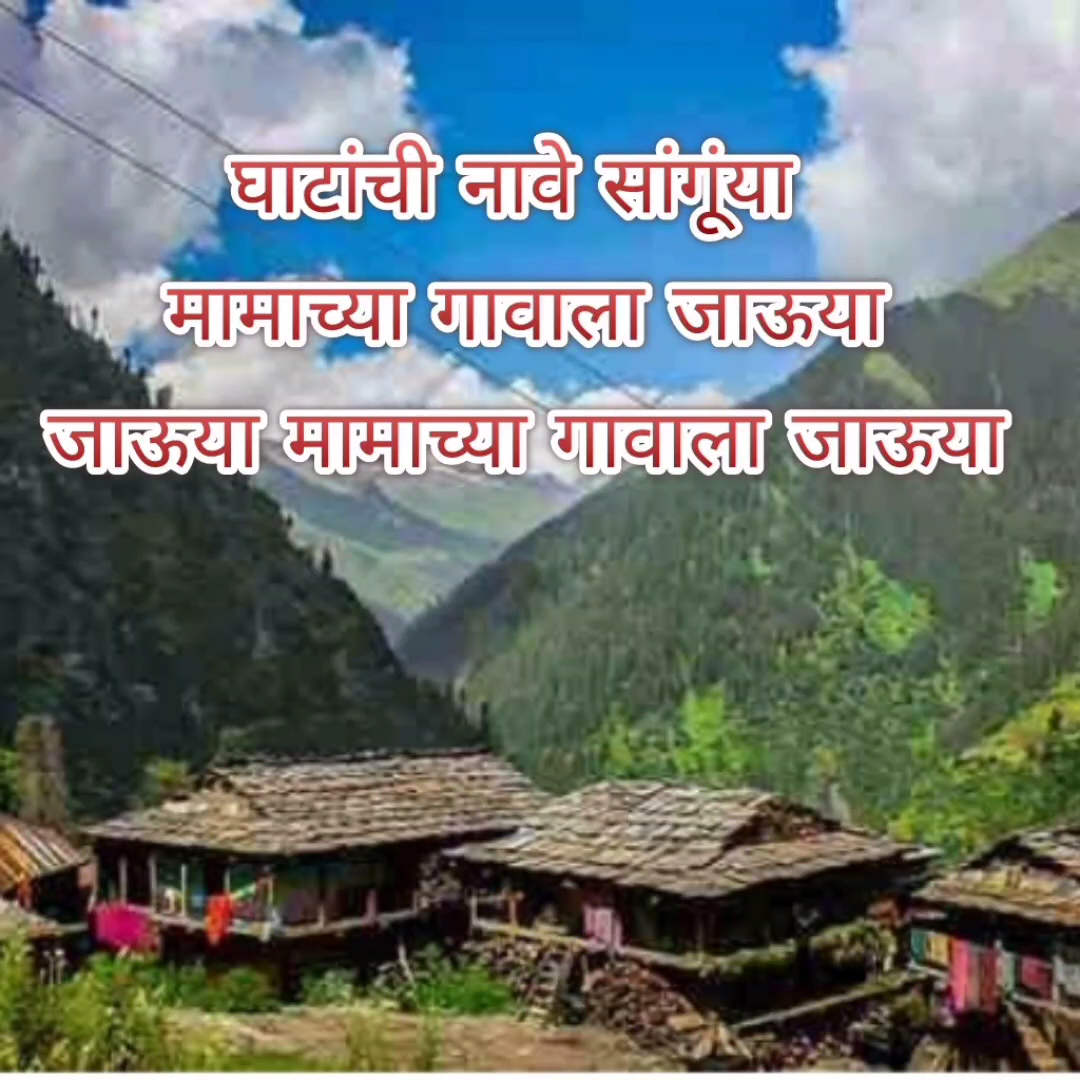 घाटांची नावे सांगूंया
मामाच्या गावाला जाऊया
जाऊया मामाच्या गावाला जाऊया